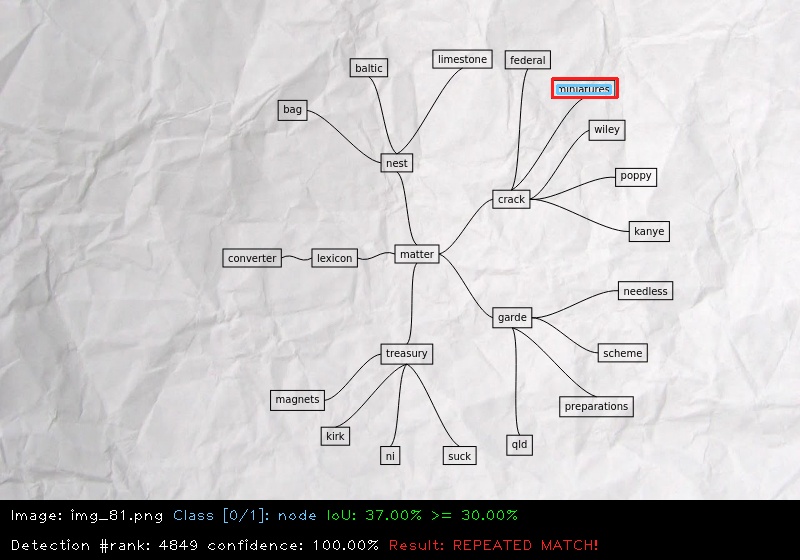 limestone
federal
baltic
miniatures
bag
wiley
nest
poppy
crack
kanye
converter
lexicon
matter
needless
garde
treasury
scheme
magnets
preparations
kirk
qld
ni
suck
Image: img_81.png Class [0/1]: node IoU: 37.00% >= 30.00%
Detection #rank: 4849 confidence: 100.00% Result: REPEATED MATCH!